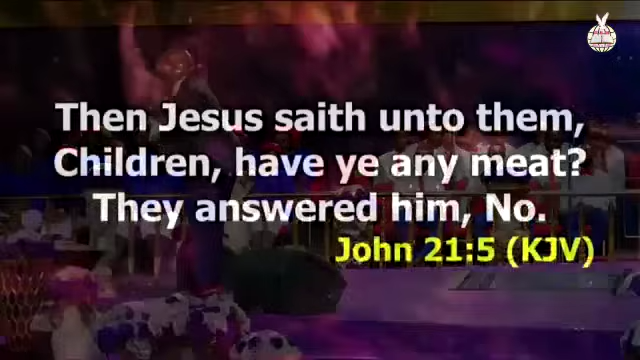 Then Jesus saith unto them,
Children, have ye any meat?
They answered him, No.
John 21:5 (KJV)